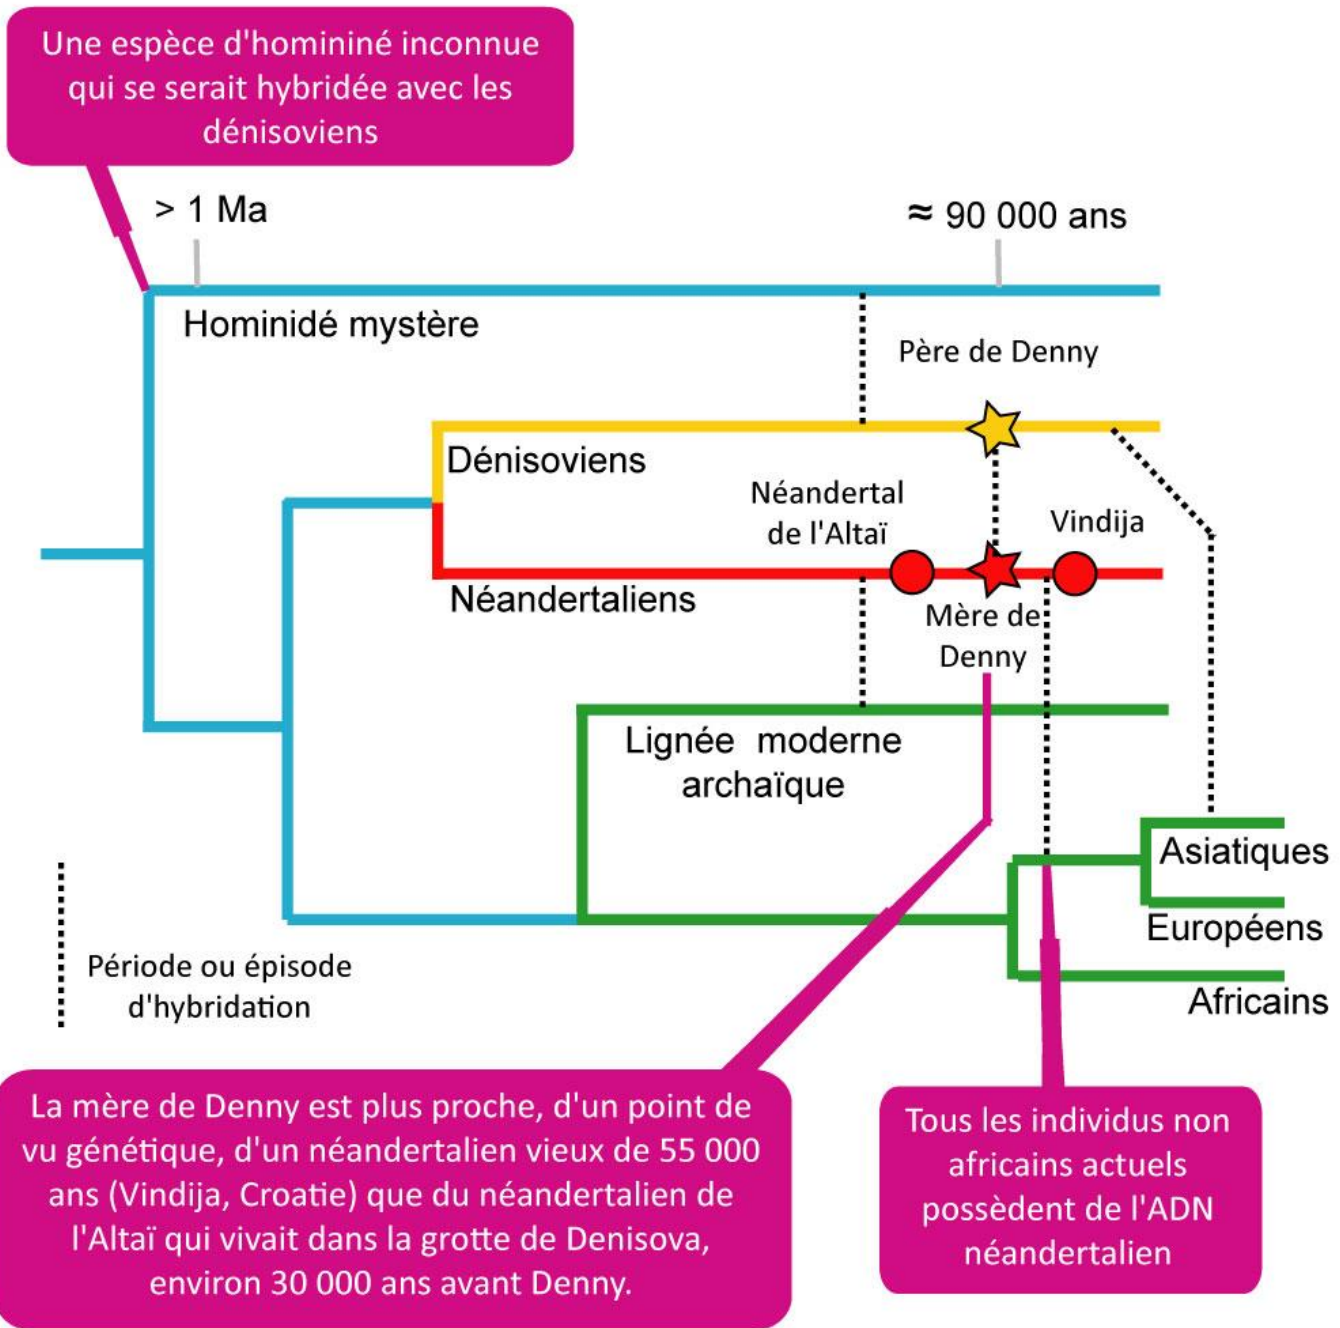 Une espèce d'homininé inconnue
qui se serait hybridée avec les
dénisoviens
> 1 Ma
≈ 90 000 ans
Hominidé mystère
Père de Denny
Dénisoviens
Néandertal
de l'Altaï
Vindija
Néandertaliens
Mère de
Denny
Lignée moderne
archaïque
Asiatiques
Européens
Africains
Période ou épisode
d'hybridation
La mère de Denny est plus proche, d'un point de
vu génétique, d'un néandertalien vieux de 55 000
ans (Vindija, Croatie) que du néandertalien de
l'Altaï qui vivait dans la grotte de Denisova,
environ 30 000 ans avant Denny.
Tous les individus non
africains actuels
possèdent de l'ADN
néandertalien